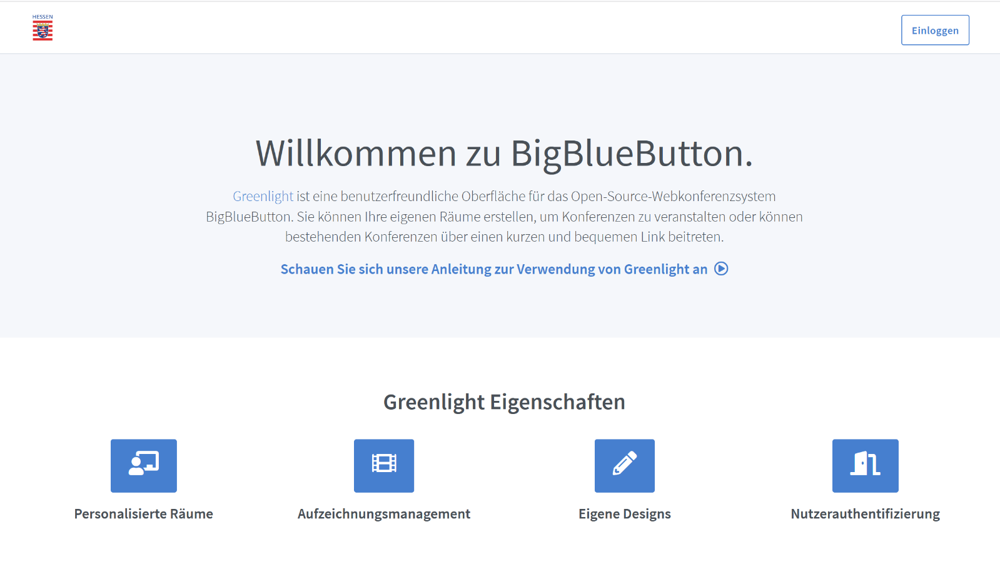 HESSEN
Einloggen
Willkommen zu BigBlueButton.
Greenlight ist eine benutzerfreundliche Oberfläche für das Open-Source-Webkonferenzsystem
BigBlueButton. Sie können Ihre eigenen Räume erstellen, um Konferenzen zu veranstalten oder können
bestehenden Konferenzen über einen kurzen und bequemen Link beitreten.
Schauen Sie sich unsere Anleitung zur Verwendung von Greenlight an
Greenlight Eigenschaften
Personalisierte Räume
Aufzeichnungsmanagement
Eigene Designs
Nutzerauthentifizierung